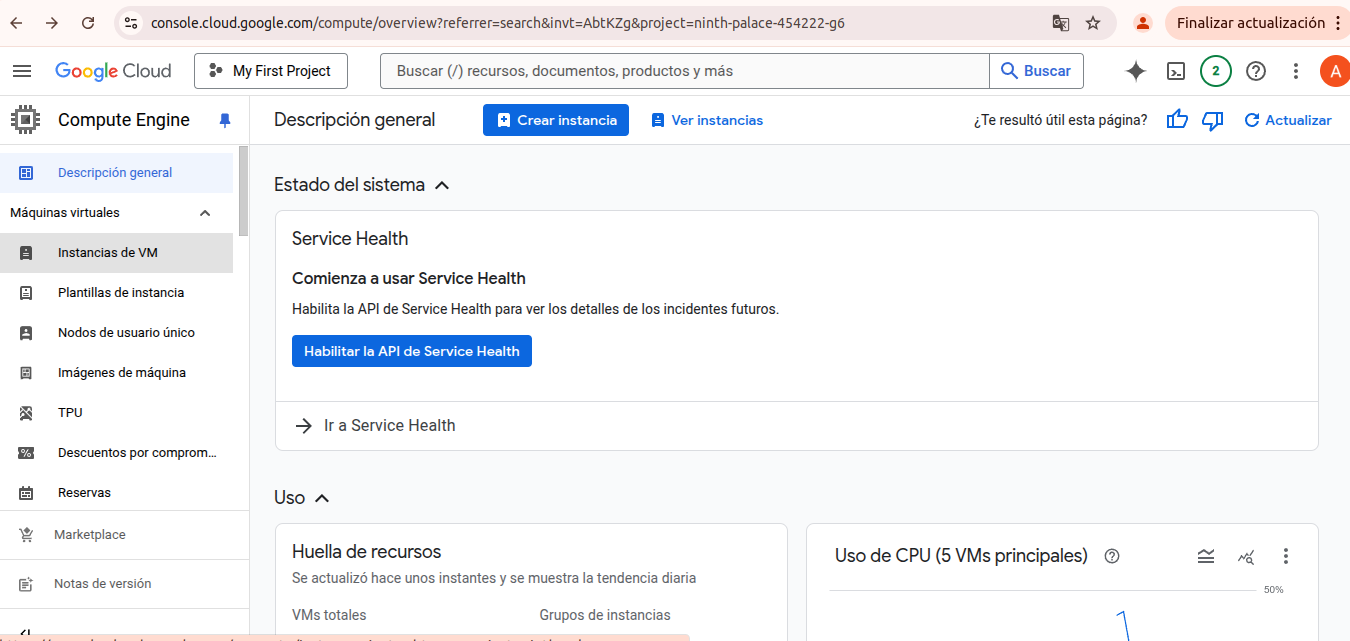 console.cloud.google.com/compute/overview?referrer=search&invt=AbtKZg&project=ninth-palace-454222-g6
Finalizar actualización
Google Cloud
My First Project
Buscar (/) recursos, documentos, productos y más
Buscar
2
A
Compute Engine
Descripción general
Crear instancia
Ver instancias
¿Te resultó útil esta página?
Actualizar
Descripción general
Máquinas virtuales
Instancias de VM
Plantillas de instancia
Nodos de usuario único
Imágenes de máquina
TPU
Descuentos por comprom...
Reservas
Marketplace
Notas de versión
Estado del sistema
Service Health
Comienza a usar Service Health
Habilita la API de Service Health para ver los detalles de los incidentes futuros.
Habilitar la API de Service Health
Ir a Service Health
Uso
Huella de recursos
Se actualizó hace unos instantes y se muestra la tendencia diaria
VMs totales
Grupos de instancias
Uso de CPU (5 VMs principales)
50%